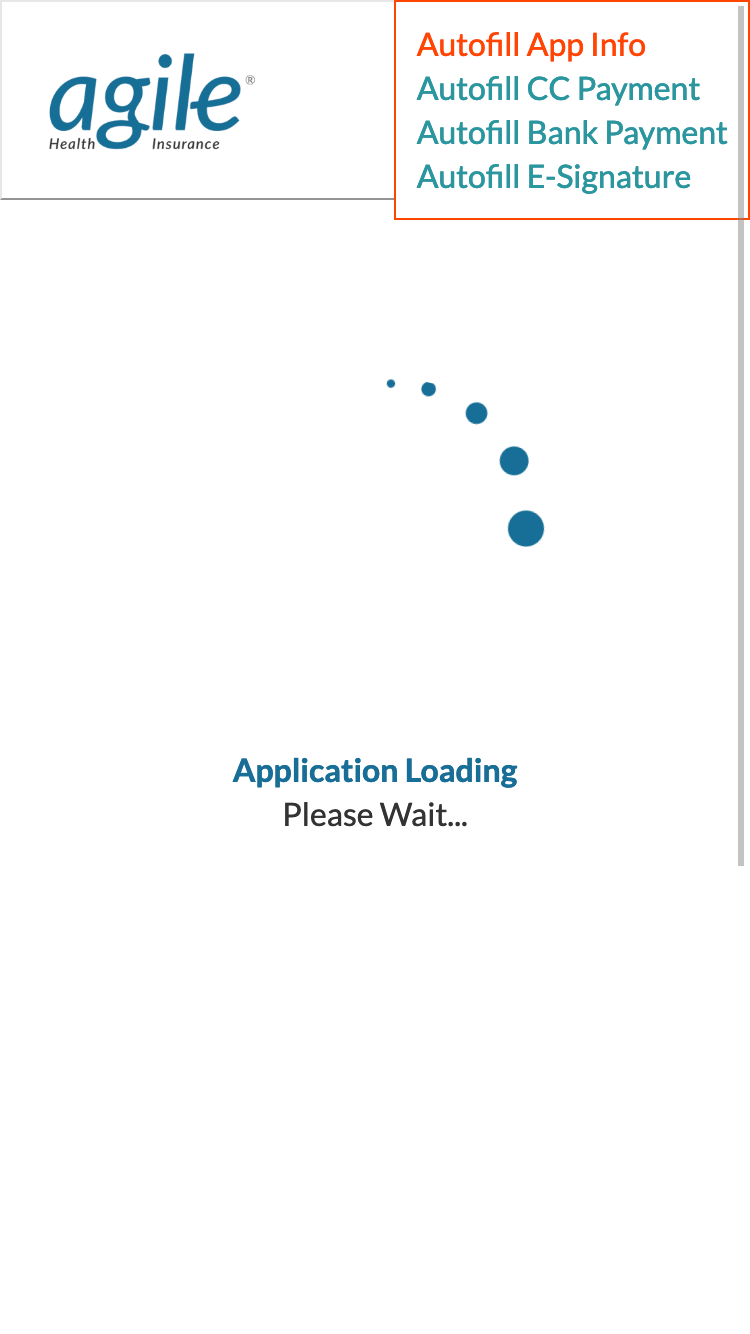 agile®
Health Insurance
Autofill App Info
Autofill CC Payment
Autofill Bank Payment
Autofill E-Signature
Application Loading
Please Wait...